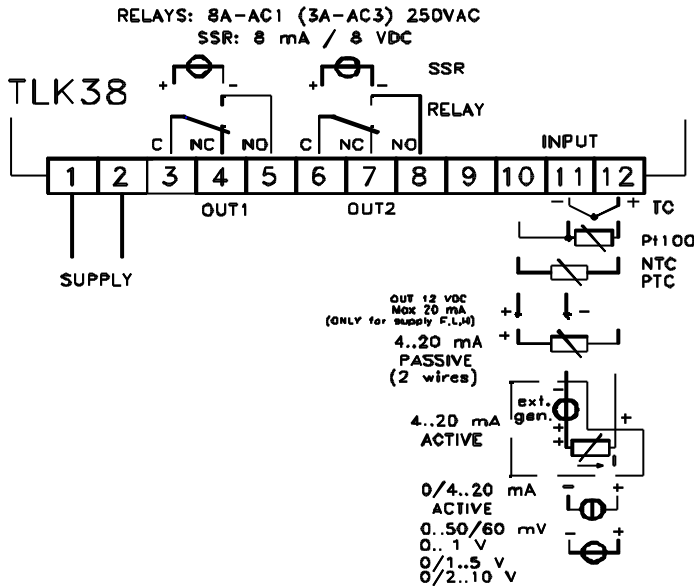 RELAYS: 8A-AC1 (3A-AC3) 250VAC
SSR: 8 mA / 8 VDC
TLK38
+ - + - SSR
RELAY
C NC NO C NC NO INPUT
1 2 3 4 5 6 7 8 9 10 11 12
OUT1 OUT2
- + TC
SUPPLY
Pt100
NTC
PTC
OUT 12 VDC
Max 20 mA
(ONLY for supply F,L,H)
+ -
4..20 mA +
PASSIVE
(2 wires)
-
ext.
gen.
+
+
+
4..20 mA
ACTIVE
I
0/4..20 mA - +
ACTIVE
0..50/60 mV - +
0.. 1 V
0/1..5 V
0/2..10 V